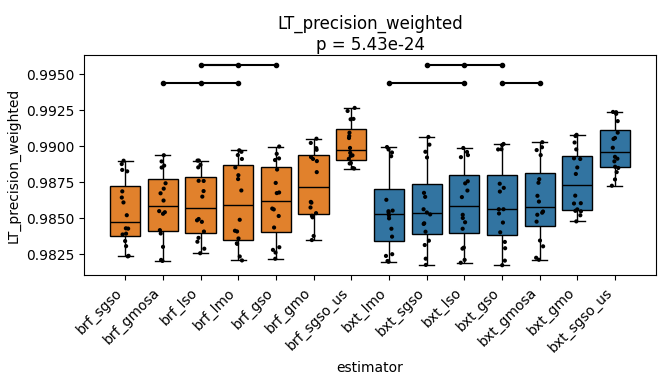 LT_precision_weighted
p = 5.43e-24
LT_precision_weighted
0.9950
0.9925
0.9900
0.9875
0.9850
0.9825
brf_sgso
brf_gmosa
brf_lso
brf_lmo
brf_gso
brf_gmo
brf_sgso_us
bxt_lmo
bxt_sgso
bxt_lso
bxt_gso
bxt_gmosa
bxt_gmo
bxt_sgso_us
estimator